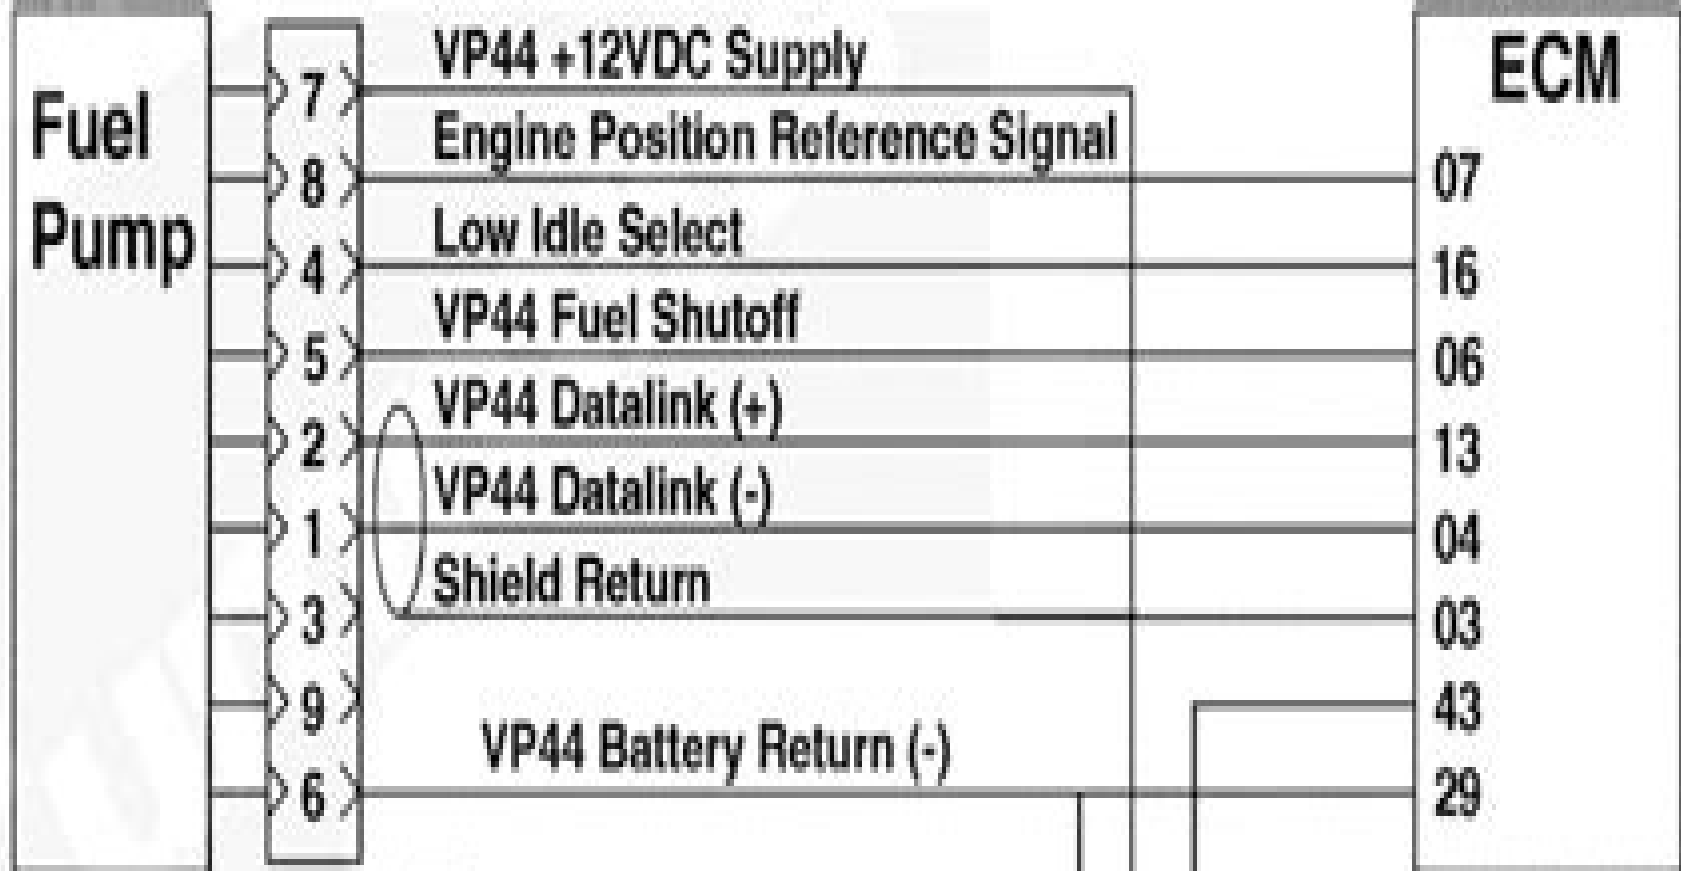 Fuel
Pump
7
8
4
5
2
1
3
9
6
VP44 +12VDC Supply
Engine Position Reference Signal
Low Idle Select
VP44 Fuel Shutoff
VP44 Datalink (+)
VP44 Datalink (-)
Shield Return
VP44 Battery Return (-)
ECM
07
16
06
13
04
03
43
29